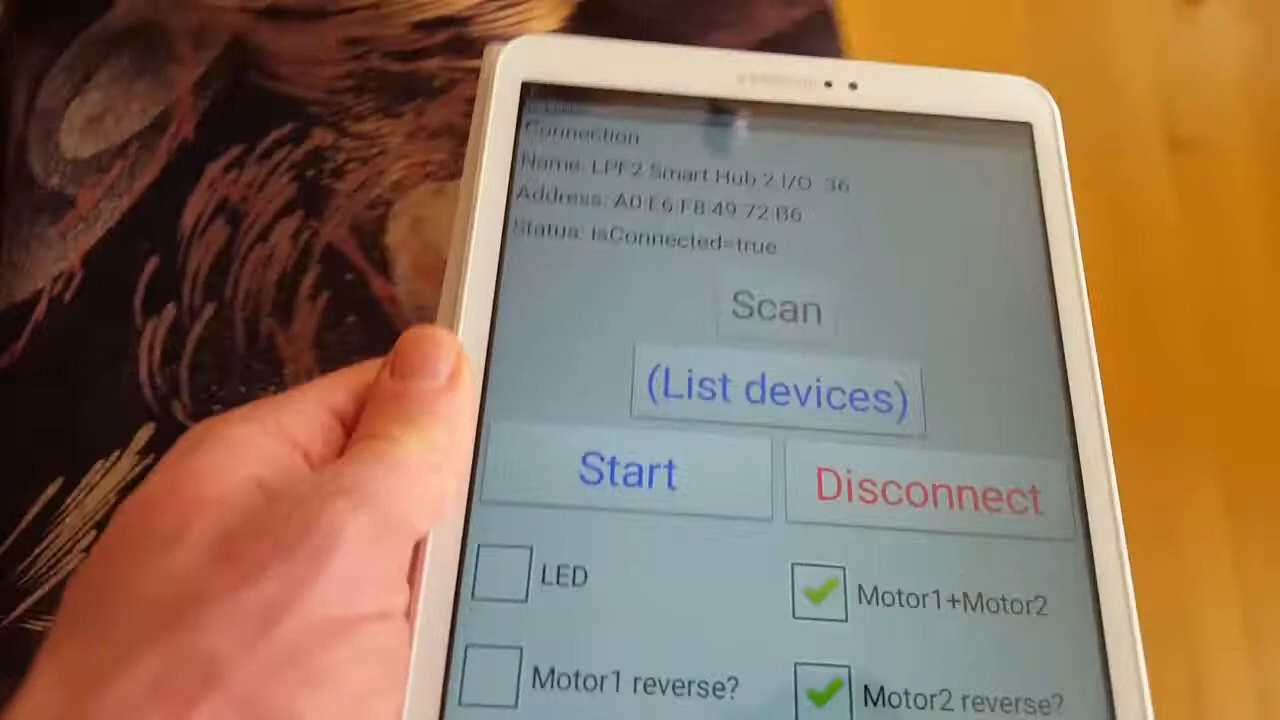 Connection
Name: LPF2 Smart Hub 2 I/O 36
Address: A0:E6:F8:49:72:B6
Status: isConnected=true
Scan
(List devices)
Start
Disconnect
LED
Motor1+Motor2
Motor1 reverse?
Motor2 reverse?